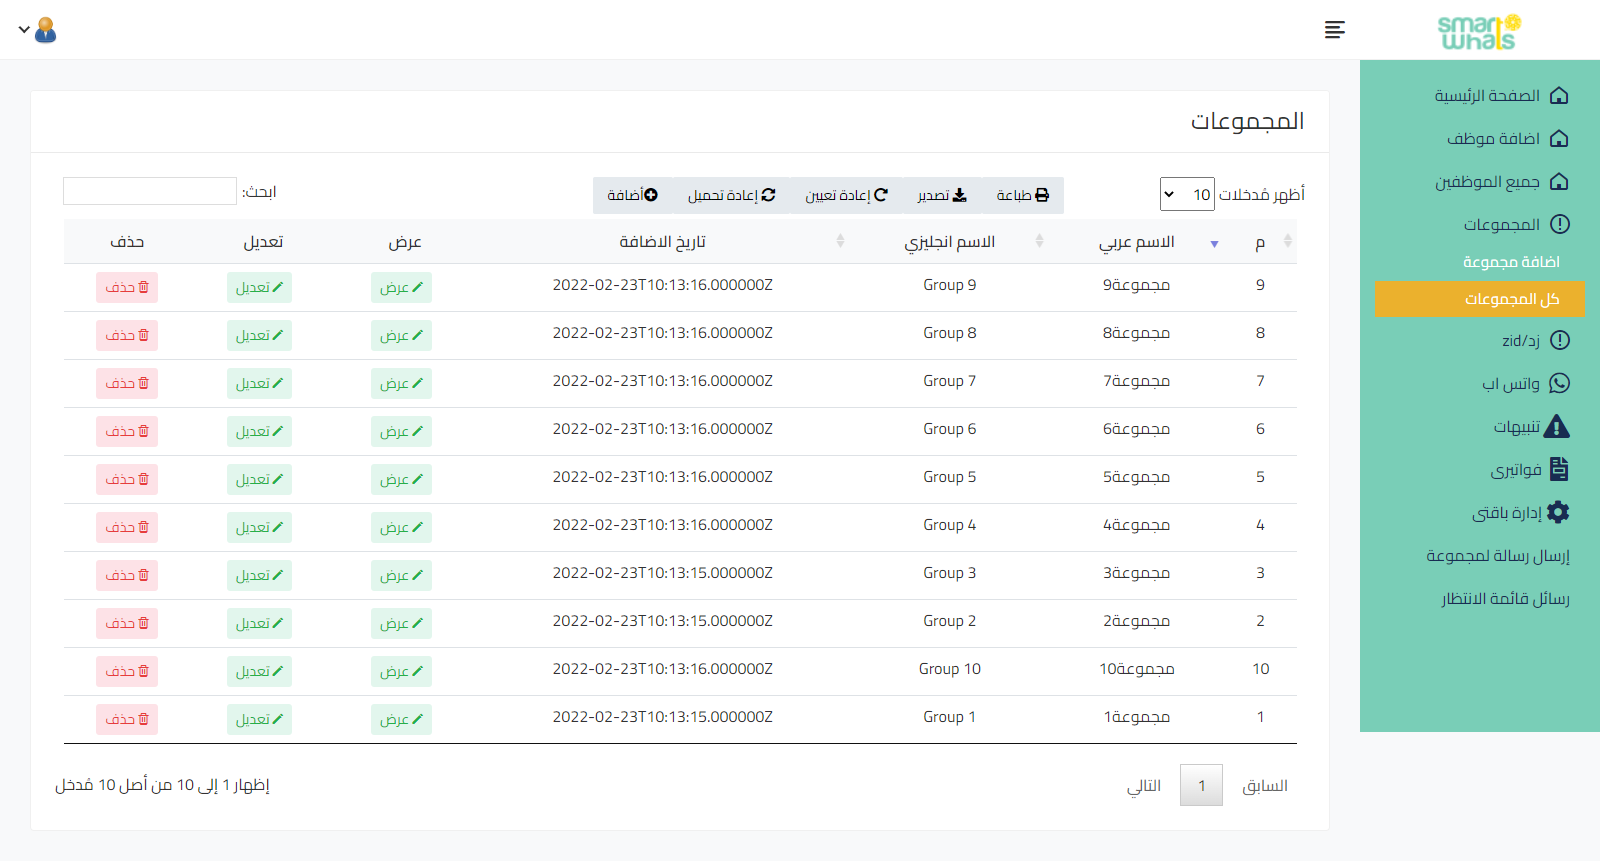 smart
whats
الصفحة الرئيسية
اضافة موظف
جميع الموظفين
المجموعات
اضافة مجموعة
كل المجموعات
زد/zid
واتس اب
تنبيهات
فواتيرى
إدارة باقتى
إرسال رسالة لمجموعة
رسائل قائمة الانتظار
المجموعات
أظهر مُدخلات 10 طباعة تصدير إعادة تعيين إعادة تحميل أضافة ابحث:
م الاسم عربي الاسم انجليزي تاريخ الاضافة عرض تعديل حذف
9 مجموعة9 Group 9 2022-02-23T10:13:16.000000Z عرض تعديل حذف
8 مجموعة8 Group 8 2022-02-23T10:13:16.000000Z عرض تعديل حذف
7 مجموعة7 Group 7 2022-02-23T10:13:16.000000Z عرض تعديل حذف
6 مجموعة6 Group 6 2022-02-23T10:13:16.000000Z عرض تعديل حذف
5 مجموعة5 Group 5 2022-02-23T10:13:16.000000Z عرض تعديل حذف
4 مجموعة4 Group 4 2022-02-23T10:13:16.000000Z عرض تعديل حذف
3 مجموعة3 Group 3 2022-02-23T10:13:15.000000Z عرض تعديل حذف
2 مجموعة2 Group 2 2022-02-23T10:13:15.000000Z عرض تعديل حذف
10 مجموعة10 Group 10 2022-02-23T10:13:16.000000Z عرض تعديل حذف
1 مجموعة1 Group 1 2022-02-23T10:13:15.000000Z عرض تعديل حذف
السابق 1 التالي إظهار 1 إلى 10 من أصل 10 مُدخل